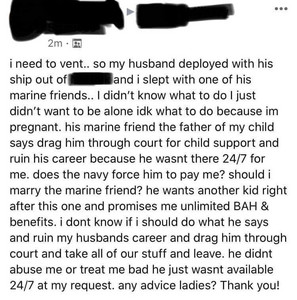 2m ·
i need to vent.. so my husband deployed with his
ship out of and i slept with one of his
marine friends.. I didn't know what to do I just
didn't want to be alone idk what to do because im
pregnant. his marine friend the father of my child
says drag him through court for child support and
ruin his career because he wasnt there 24/7 for
me. does the navy force him to pay me? should i
marry the marine friend? he wants another kid right
after this one and promises me unlimited BAH &
benefits. i dont know if i should do what he says
and ruin my husbands career and drag him through
court and take all of our stuff and leave. he didnt
abuse me or treat me bad he just wasnt available
24/7 at my request. any advice ladies? Thank you!